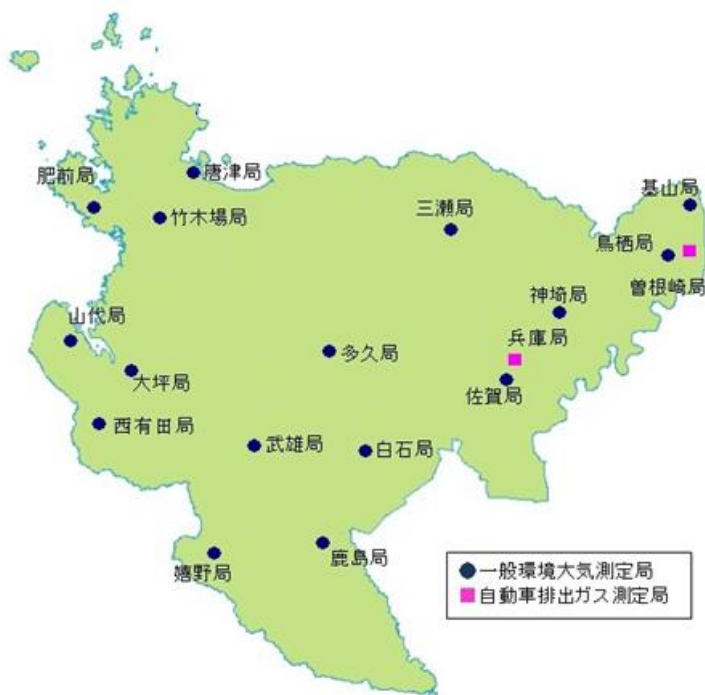 唐津局
肥前局
基山局
三瀬局
竹木場局
鳥栖局
曽根崎局
神埼局
山代局
兵庫局
多久局
大坪局
佐賀局
西有田局
武雄局
白石局
鹿島局
嬉野局
一般環境大気測定局
自動車排出ガス測定局